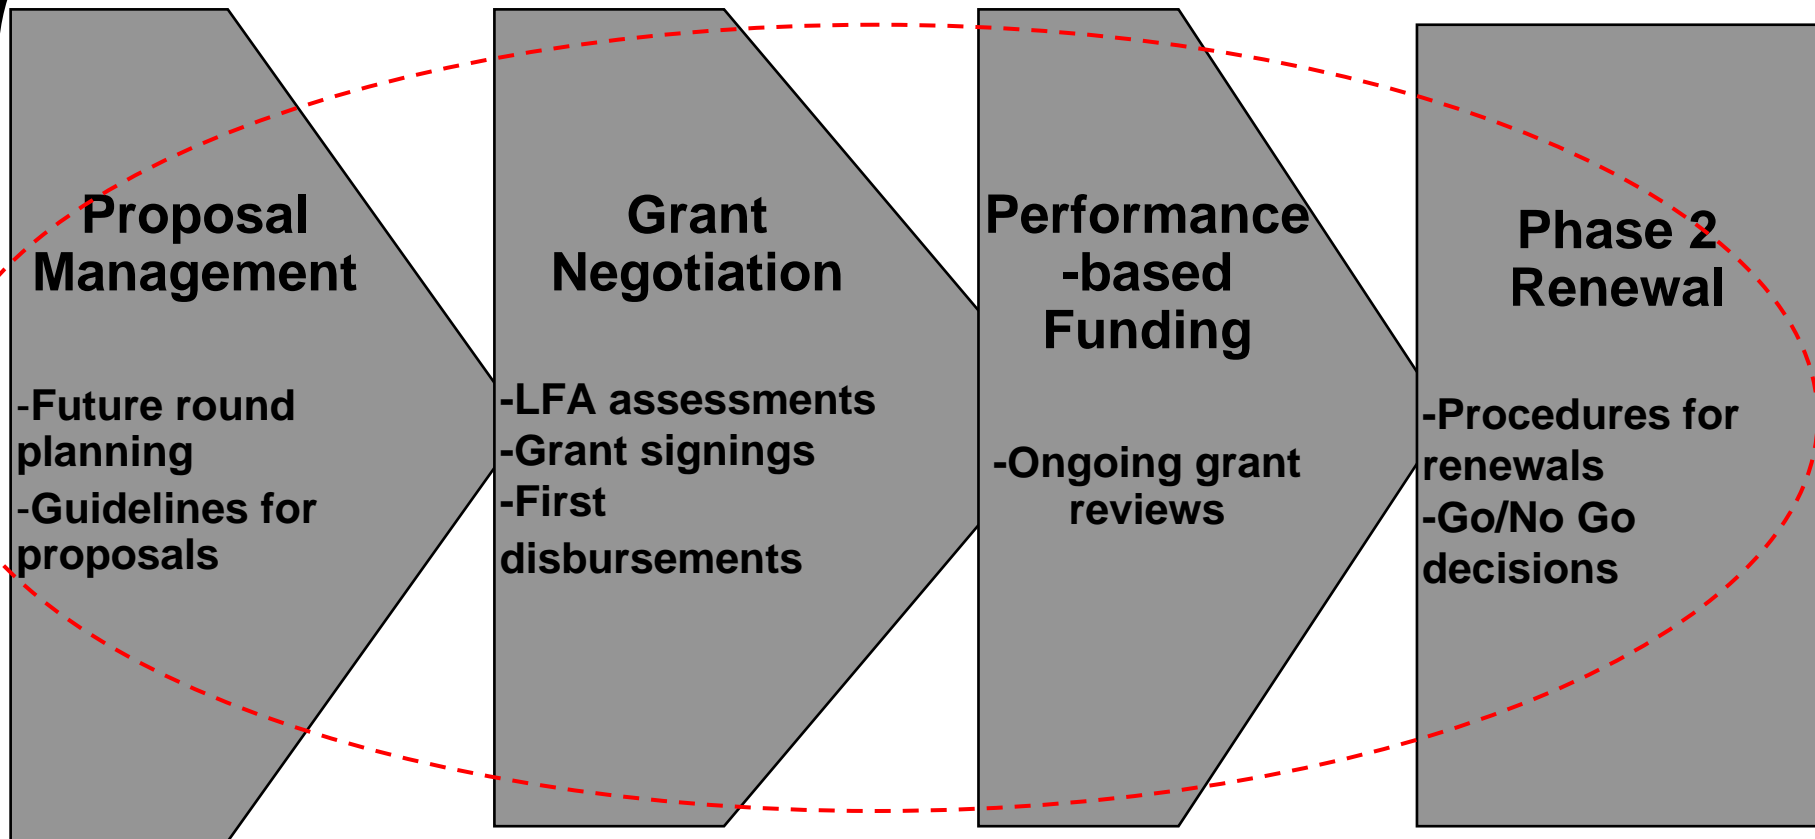 Proposal
Management
-Future round
planning
-Guidelines for
proposals
Grant
Negotiation
-LFA assessments
-Grant signings
-First
disbursements
Performance
-based
Funding
-Ongoing grant
reviews
Phase 2
Renewal
-Procedures for
renewals
-Go/No Go
decisions